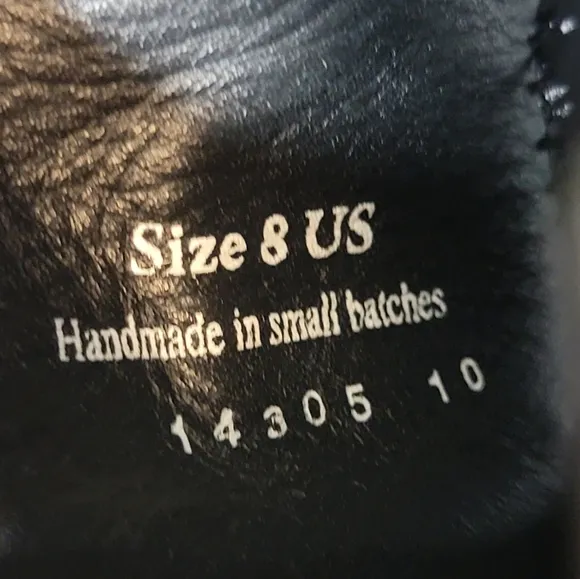 Size 8 US
Handmade in small batches
14305 10